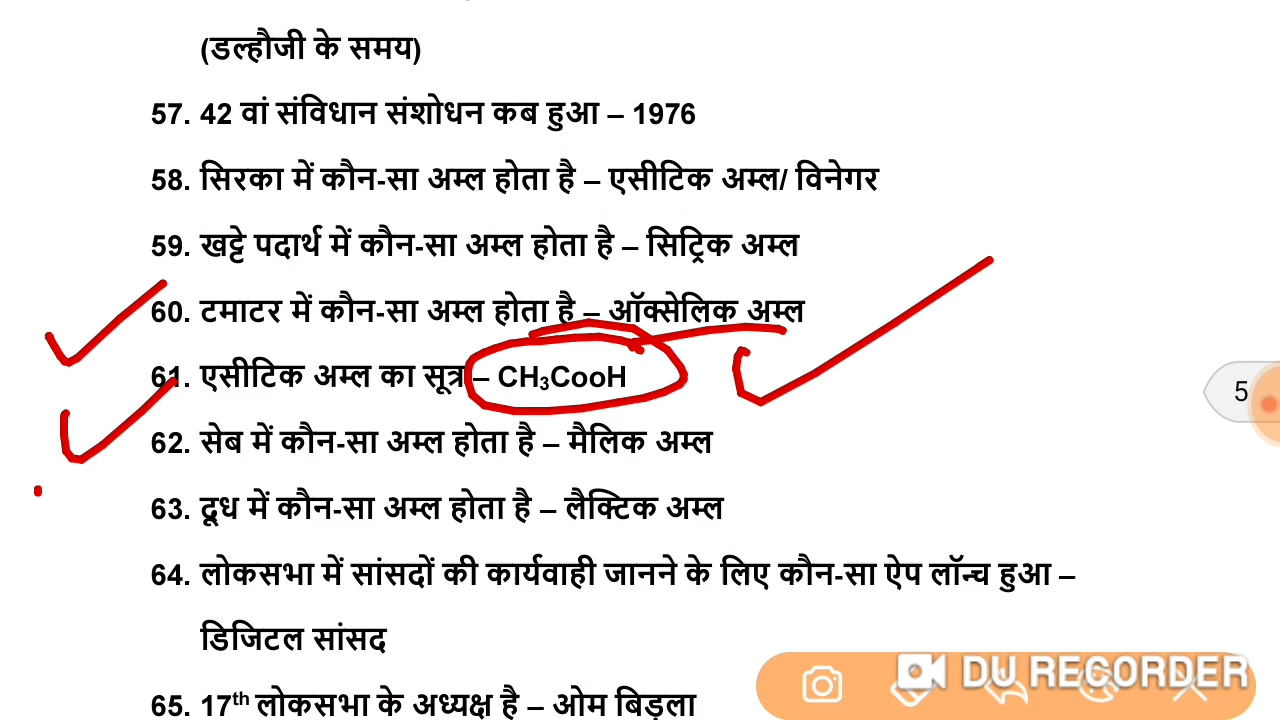 (डल्हौजी के समय)
57. 42 वां संविधान संशोधन कब हुआ – 1976
58. सिरका में कौन-सा अम्ल होता है – एसीटिक अम्ल/ विनेगर
59. खट्टे पदार्थ में कौन-सा अम्ल होता है – सिट्रिक अम्ल
60. टमाटर में कौन-सा अम्ल होता है – ऑक्सेलिक अम्ल
61. एसीटिक अम्ल का सूत्र – CH₃CooH
5
62. सेब में कौन-सा अम्ल होता है – मैलिक अम्ल
63. दूध में कौन-सा अम्ल होता है – लैक्टिक अम्ल
64. लोकसभा में सांसदों की कार्यवाही जानने के लिए कौन-सा ऐप लॉन्च हुआ –
डिजिटल सांसद
65. 17th लोकसभा के अध्यक्ष है – ओम बिड़ला
DU RECORDER